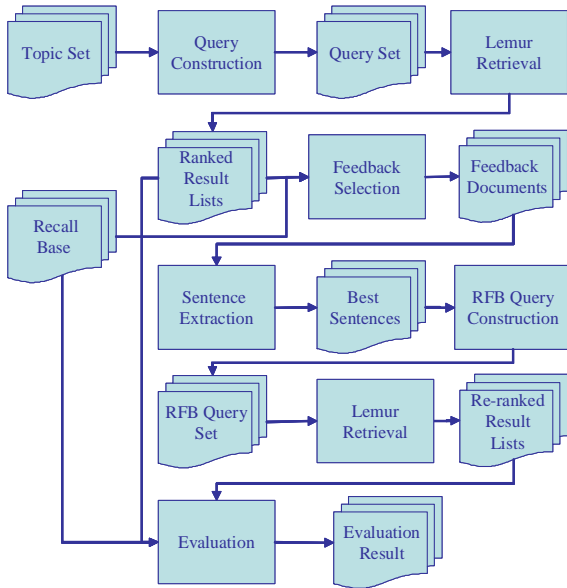 Topic Set
Query
Construction
Query Set
Lemur
Retrieval
Ranked
Result
Lists
Feedback
Selection
Feedback
Documents
Recall
Base
Sentence
Extraction
Best
Sentences
RFB Query
Construction
RFB Query
Set
Lemur
Retrieval
Re-ranked
Result
Lists
Evaluation
Evaluation
Result